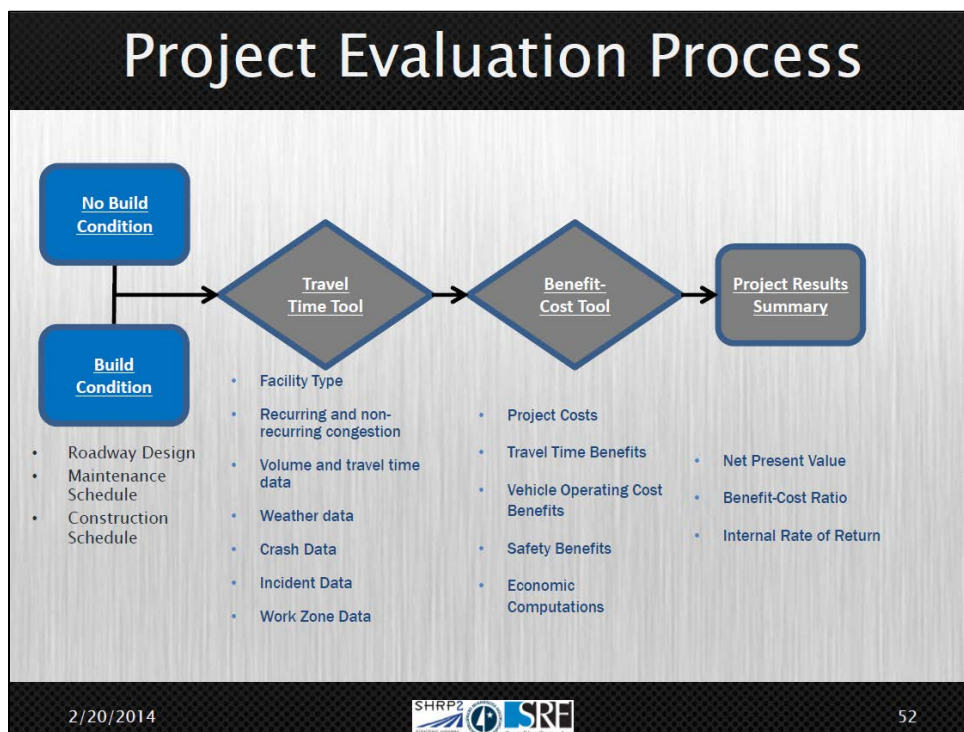 Project Evaluation Process
No Build
Condition
Build
Condition
• Roadway Design
• Maintenance
Schedule
• Construction
Schedule
Travel
Time Tool
• Facility Type
• Recurring and non-
recurring congestion
• Volume and travel time
data
• Weather data
• Crash Data
• Incident Data
• Work Zone Data
Benefit-
Cost Tool
• Project Costs
• Travel Time Benefits
• Vehicle Operating Cost
Benefits
• Safety Benefits
• Economic
Computations
Project Results
Summary
• Net Present Value
• Benefit-Cost Ratio
• Internal Rate of Return
2/20/2014
SHRP2
SRF
52